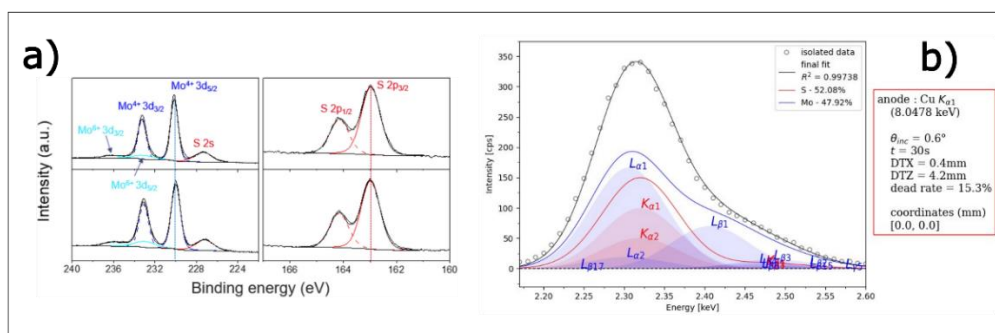 a)
Mo⁴⁺ 3d₅/₂
Mo⁴⁺ 3d₃/₂
Mo⁶⁺ 3d₃/₂
S 2s
Mo⁶⁺ 3d₅/₂
S 2p₃/₂
S 2p₁/₂
Intensity (a.u.)
240 236 232 228 224
166 164 162 160
Binding energy (eV)
b)
isolated data
final fit
R² = 0.99738
S - 52.08%
Mo - 47.92%
350
300
250
200
150
100
50
0
Intensity [cps]
Lα1
Kα1
Lβ1
Kα2
Lα2
Lβ17
Lβ3
2.20 2.25 2.30 2.35 2.40 2.45 2.50 2.55 2.60
Energy [keV]
anode : Cu Kα1
(8.0478 keV)
θinc = 0.6°
t = 30s
DTX = 0.4mm
DTZ = 4.2mm
dead rate = 15.3%
coordinates (mm)
[0.0, 0.0]